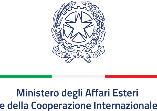 Ministero degli Affari Esteri
e della Cooperazione Internazionale